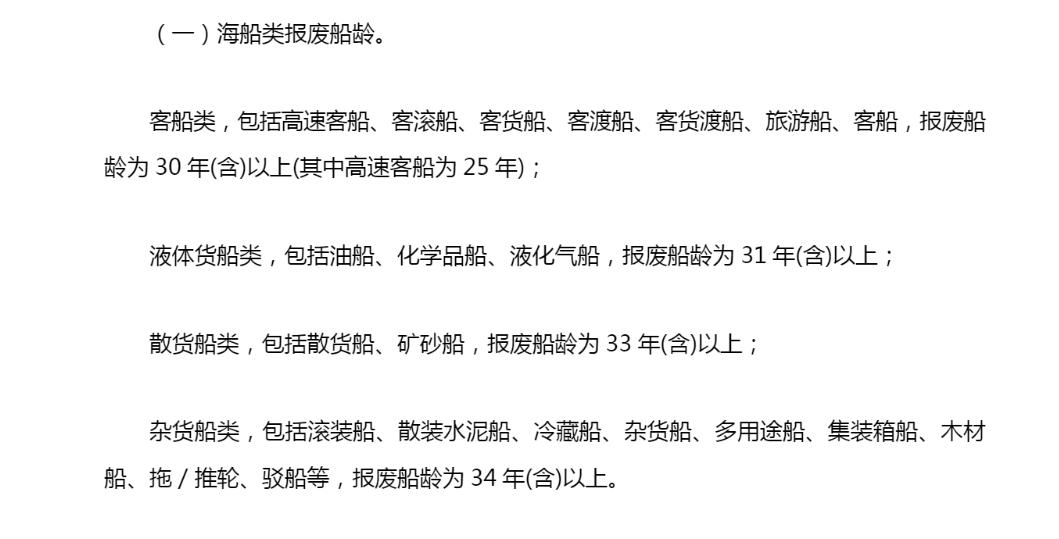 （一）海船类报废船龄。
客船类，包括高速客船、客滚船、客货船、客渡船、客货渡船、旅游船、客船，报废船
龄为 30 年(含)以上(其中高速客船为 25 年)；
液体货船类，包括油船、化学品船、液化气船，报废船龄为 31 年(含)以上；
散货船类，包括散货船、矿砂船，报废船龄为 33 年(含)以上；
杂货船类，包括滚装船、散装水泥船、冷藏船、杂货船、多用途船、集装箱船、木材
船、拖／推轮、驳船等，报废船龄为 34 年(含)以上。